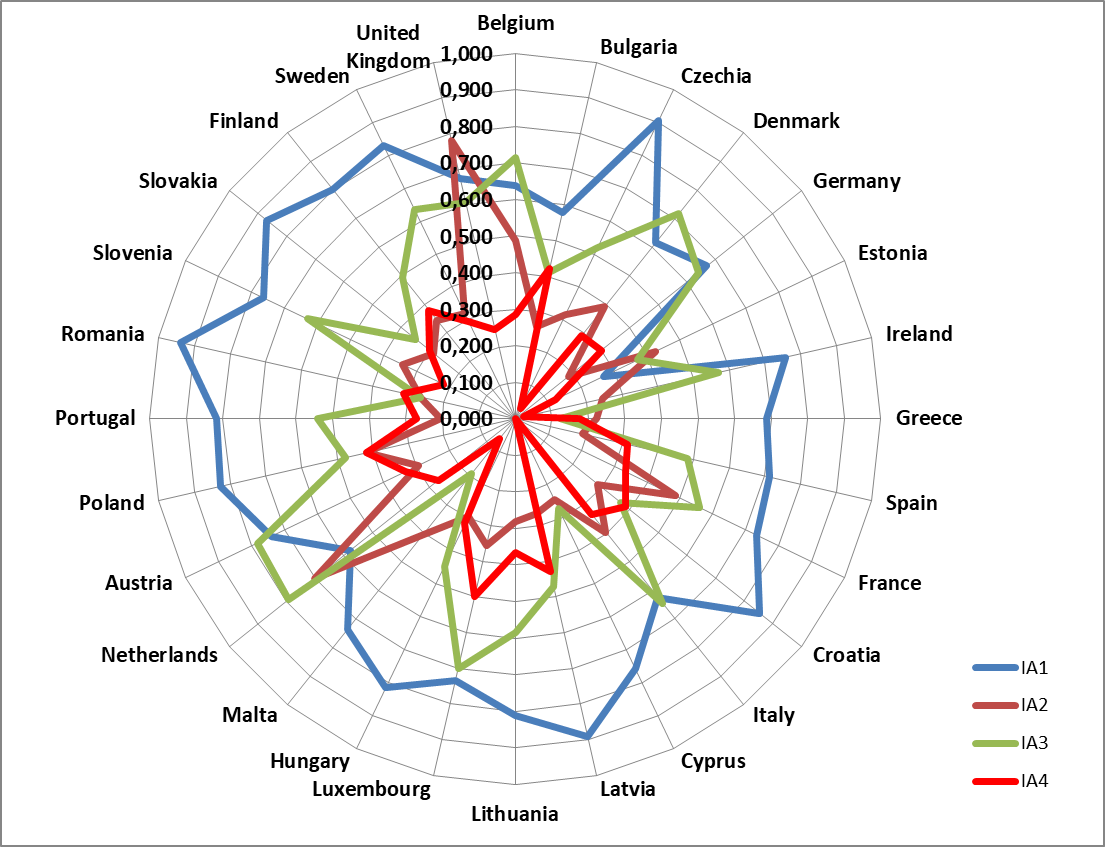 Belgium
Bulgaria
Czechia
Denmark
Germany
Estonia
Ireland
Greece
Spain
France
Croatia
Italy
Cyprus
Latvia
Lithuania
Luxembourg
Hungary
Malta
Netherlands
Austria
Poland
Portugal
Romania
Slovenia
Slovakia
Finland
Sweden
United
Kingdom
1,000
0,900
0,800
0,700
0,600
0,500
0,400
0,300
0,200
0,100
0,000
IA1
IA2
IA3
IA4